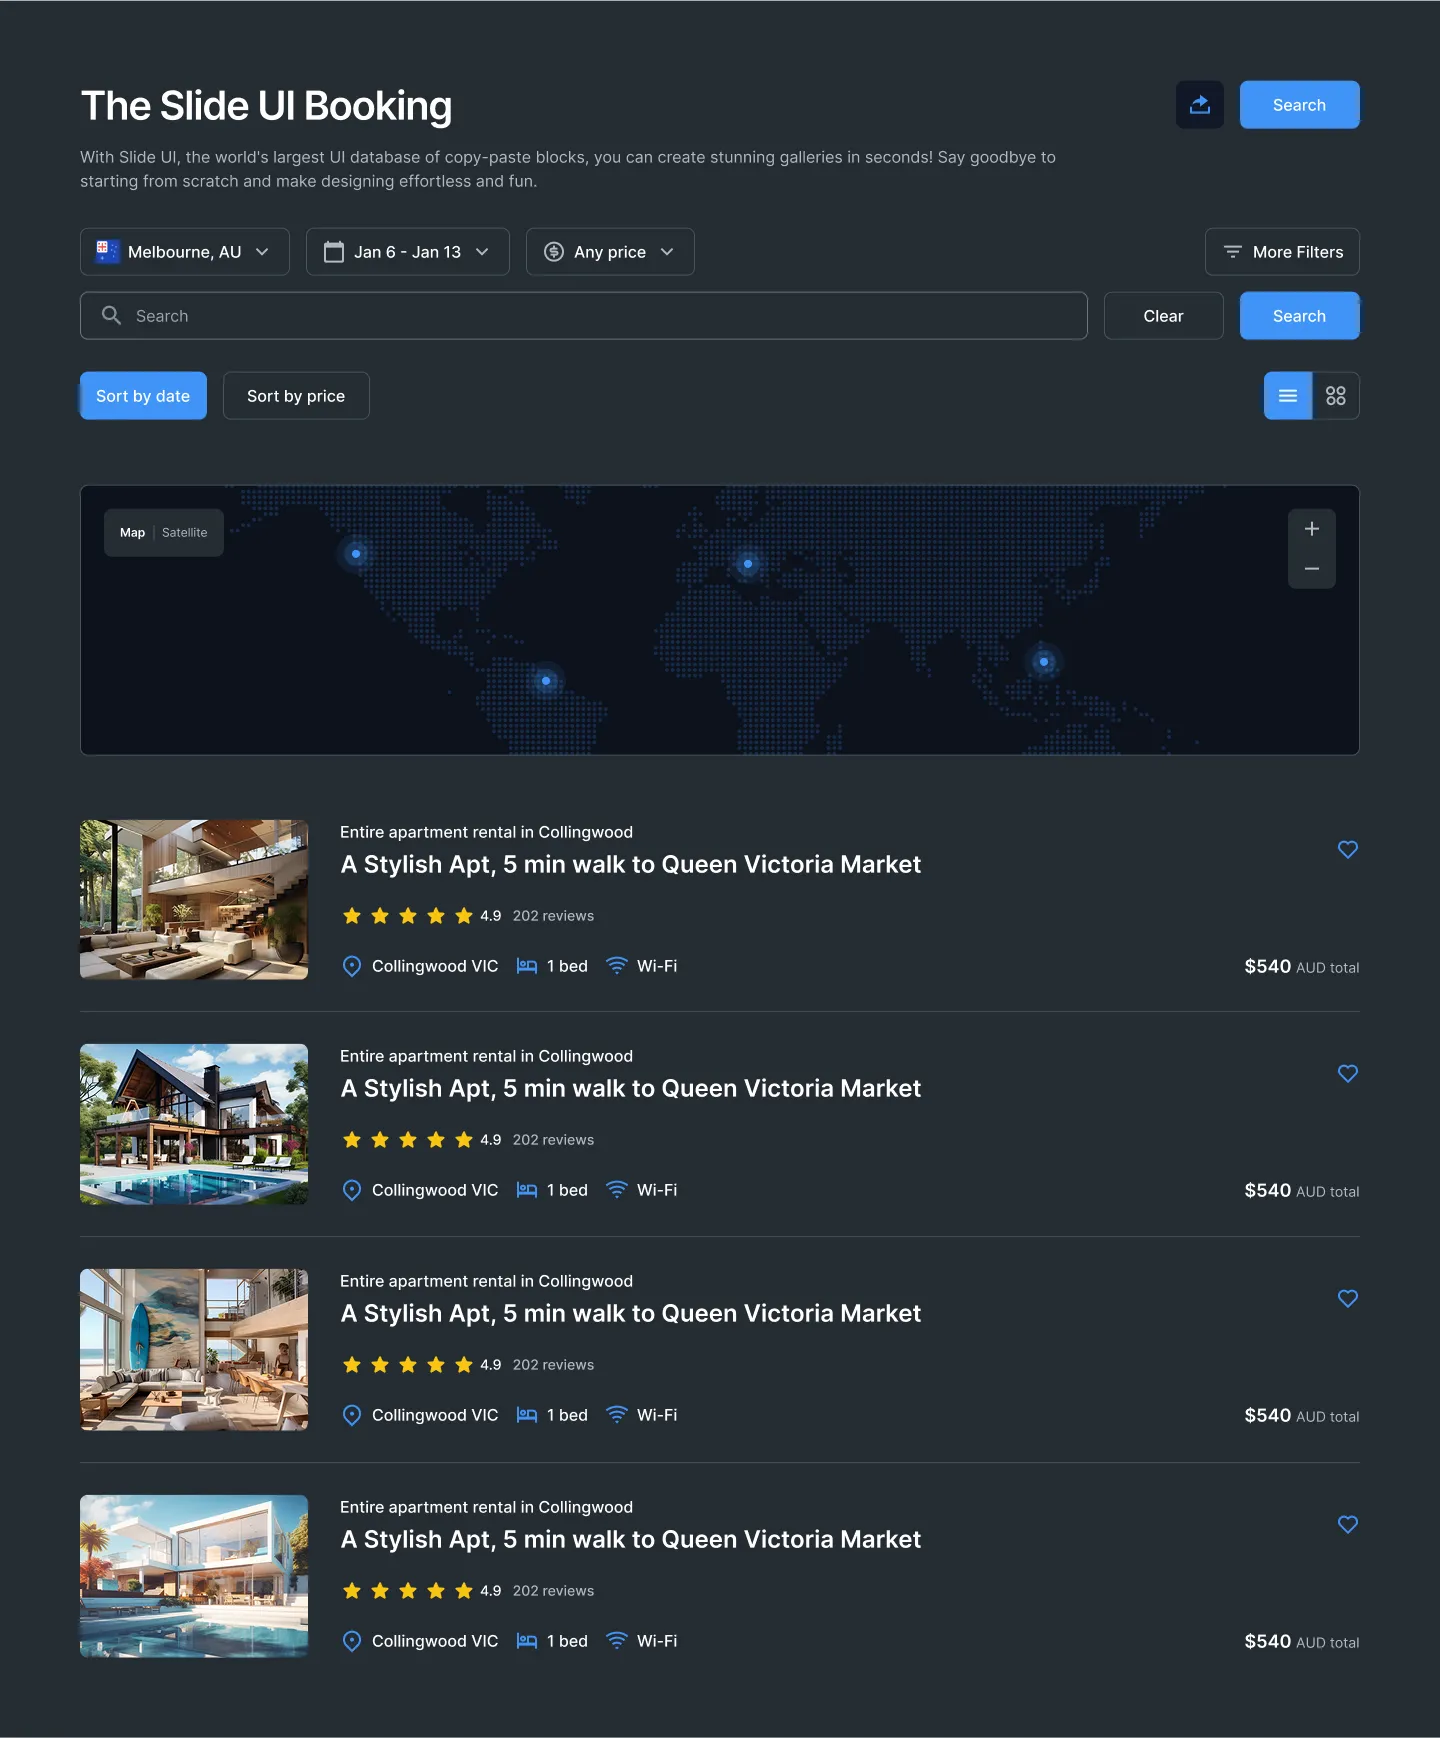 The Slide UI Booking
Search
With Slide UI, the world's largest UI database of copy-paste blocks, you can create stunning galleries in seconds! Say goodbye to
starting from scratch and make designing effortless and fun.
Melbourne, AU
Jan 6 - Jan 13
Any price
More Filters
Search
Clear
Search
Sort by date
Sort by price
Map
Satellite
Entire apartment rental in Collingwood
A Stylish Apt, 5 min walk to Queen Victoria Market
4.9 202 reviews
Collingwood VIC 1 bed Wi-Fi
$540 AUD total
Entire apartment rental in Collingwood
A Stylish Apt, 5 min walk to Queen Victoria Market
4.9 202 reviews
Collingwood VIC 1 bed Wi-Fi
$540 AUD total
Entire apartment rental in Collingwood
A Stylish Apt, 5 min walk to Queen Victoria Market
4.9 202 reviews
Collingwood VIC 1 bed Wi-Fi
$540 AUD total
Entire apartment rental in Collingwood
A Stylish Apt, 5 min walk to Queen Victoria Market
4.9 202 reviews
Collingwood VIC 1 bed Wi-Fi
$540 AUD total